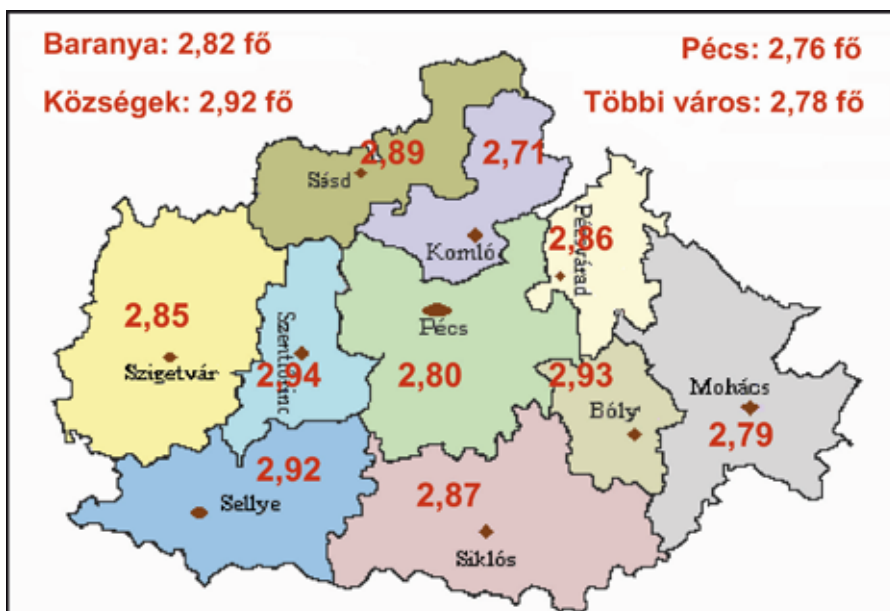 Baranya: 2,82 fő
Pécs: 2,76 fő
Községek: 2,92 fő
Többi város: 2,78 fő
2,89
2,71
Sásd
Komló
2,86
Pécsvárad
2,85
Szigetvár
Szentlőrinc
2,94
Pécs
2,80
2,93
Bóly
Mohács
2,79
2,92
Sellye
2,87
Siklós